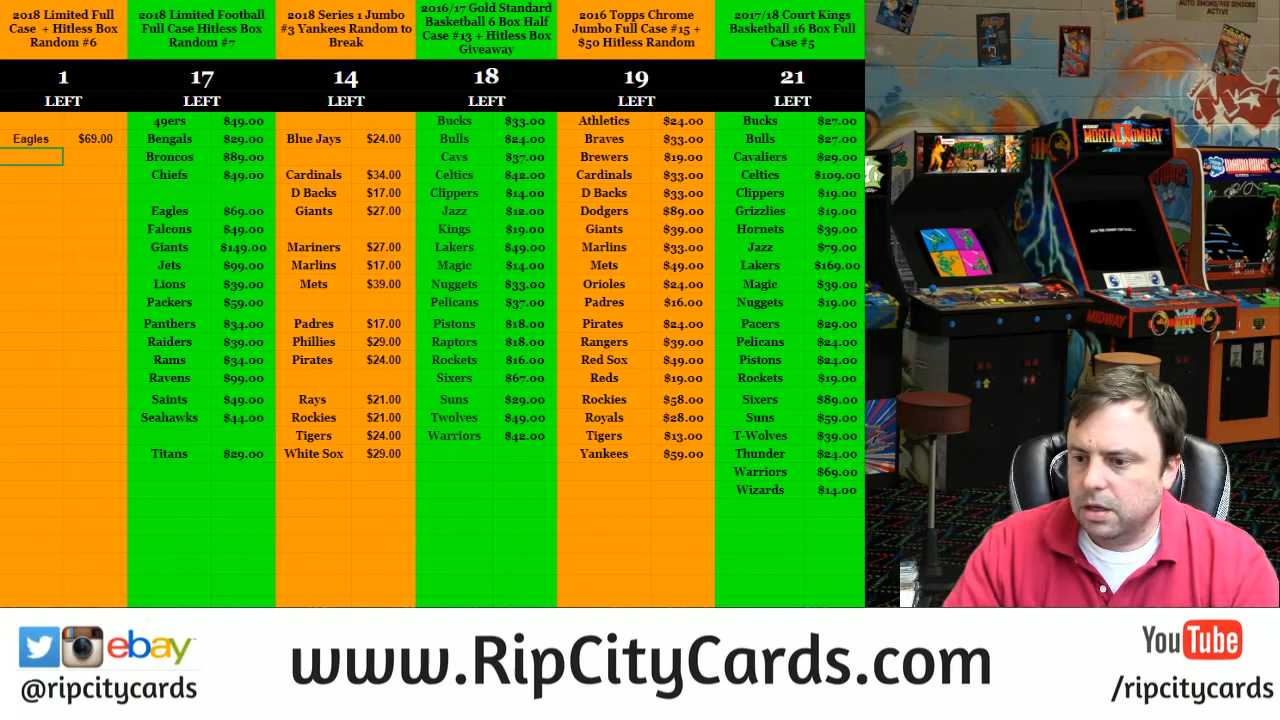 2018 Limited Full
Case + Hitless Box
Random #6
1
LEFT
Eagles $69.00
2018 Limited Football
Full Case Hitless Box
Random #7
17
LEFT
49ers $49.00
Bengals $29.00
Broncos $89.00
Chiefs $49.00
Eagles $69.00
Falcons $49.00
Giants $149.00
Jets $99.00
Lions $39.00
Packers $59.00
Panthers $34.00
Raiders $39.00
Rams $34.00
Ravens $99.00
Saints $49.00
Seahawks $44.00
Titans $29.00
2018 Series 1 Jumbo
#3 Yankees Random to
Break
14
LEFT
Blue Jays $24.00
Cardinals $34.00
D Backs $17.00
Giants $27.00
Mariners $27.00
Marlins $17.00
Mets $39.00
Padres $17.00
Phillies $29.00
Pirates $24.00
Rays $21.00
Rockies $21.00
Tigers $24.00
White Sox $29.00
2016/17 Gold Standard
Basketball 6 Box Half
Case #13 + Hitless Box
Giveaway
18
LEFT
Bucks $33.00
Bulls $24.00
Cavs $37.00
Celtics $42.00
Clippers $14.00
Jazz $12.00
Kings $19.00
Lakers $49.00
Magic $14.00
Nuggets $33.00
Pelicans $37.00
Pistons $18.00
Raptors $18.00
Rockets $16.00
Sixers $67.00
Suns $29.00
Twolves $49.00
Warriors $42.00
2016 Topps Chrome
Jumbo Full Case #15 +
$50 Hitless Random
19
LEFT
Athletics $24.00
Braves $33.00
Brewers $19.00
Cardinals $33.00
D Backs $33.00
Dodgers $89.00
Giants $39.00
Marlins $33.00
Mets $49.00
Orioles $24.00
Padres $16.00
Pirates $24.00
Rangers $39.00
Red Sox $49.00
Reds $19.00
Rockies $58.00
Royals $28.00
Tigers $13.00
Yankees $59.00
2017/18 Court Kings
Basketball 16 Box Full
Case #5
21
LEFT
Bucks $27.00
Bulls $27.00
Cavaliers $29.00
Celtics $109.00
Clippers $19.00
Grizzlies $19.00
Hornets $39.00
Jazz $79.00
Lakers $169.00
Magic $39.00
Nuggets $19.00
Pacers $29.00
Pelicans $24.00
Pistons $24.00
Rockets $19.00
Sixers $89.00
Suns $59.00
T-Wolves $39.00
Thunder $24.00
Warriors $69.00
Wizards $14.00
AUTO SMOKE/FIRE SENSORS
ACTIVE
MORTAL KOMBAT
MARIO BROS.
MIDWAY
ebay
@ripcitycards
www.RipCityCards.com
YouTube
/ripcitycards